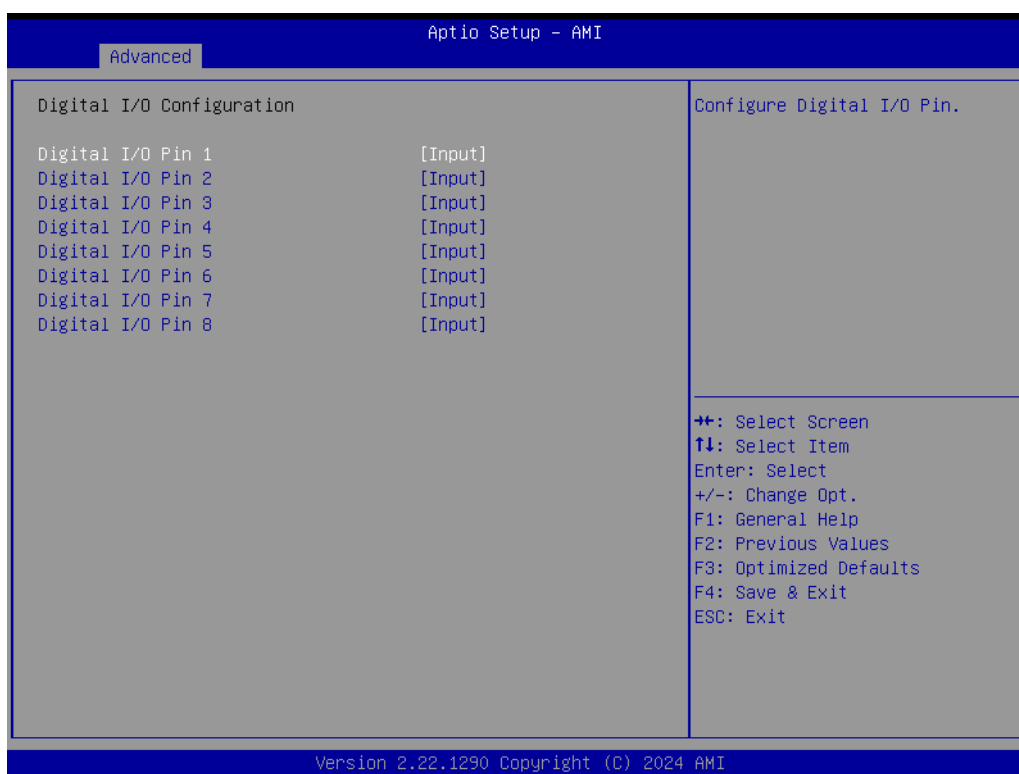 Aptio Setup – AMI
Advanced
Digital I/O Configuration
Digital I/O Pin 1 [Input]
Digital I/O Pin 2 [Input]
Digital I/O Pin 3 [Input]
Digital I/O Pin 4 [Input]
Digital I/O Pin 5 [Input]
Digital I/O Pin 6 [Input]
Digital I/O Pin 7 [Input]
Digital I/O Pin 8 [Input]
Configure Digital I/O Pin.
→←: Select Screen
↑↓: Select Item
Enter: Select
+/-: Change Opt.
F1: General Help
F2: Previous Values
F3: Optimized Defaults
F4: Save & Exit
ESC: Exit
Version 2.22.1290 Copyright (C) 2024 AMI